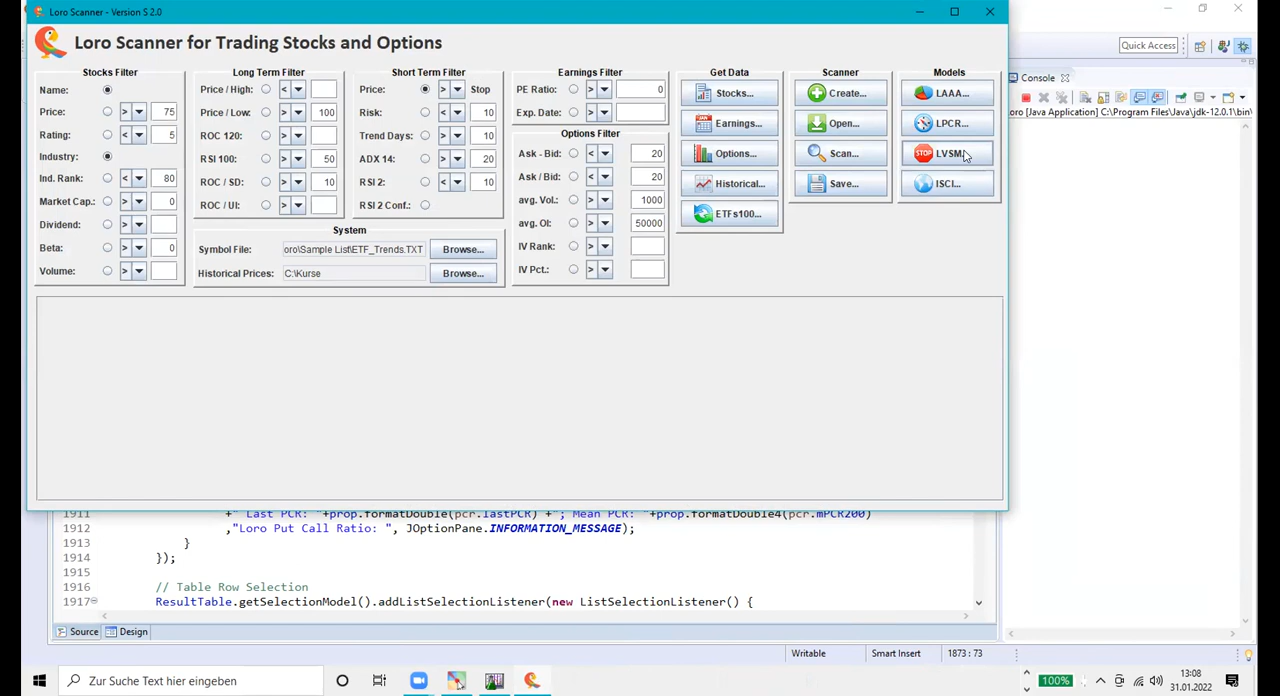 Loro Scanner - Version S 2.0
Loro Scanner for Trading Stocks and Options
Quick Access
Stocks Filter
Name:
Price: > 75
Rating: < 5
Industry:
Ind. Rank: < 80
Market Cap.: > 0
Dividend: >
Beta: > 0
Volume: >
Long Term Filter
Price / High: <
Price / Low: > 100
ROC 120: >
RSI 100: > 50
ROC / SD: > 10
ROC / UI: >
Short Term Filter
Price: > Stop
Risk: < 10
Trend Days: > 10
ADX 14: > 20
RSI 2: < 10
RSI 2 Conf.:
System
Symbol File: oro\Sample List\ETF_Trends.TXT Browse...
Historical Prices: C:\Kurse Browse...
Earnings Filter
PE Ratio: > 0
Exp. Date: >
Options Filter
Ask - Bid: < 20
Ask / Bid: < 20
avg. Vol.: > 1000
avg. OI: > 50000
IV Rank: >
IV Pct.: >
Get Data
Stocks...
Earnings...
Options...
Historical...
ETFs100...
Scanner
Create...
Open...
Scan...
Save...
Models
LAAA...
LPCR...
STOP LVSM
ISCI...
Console
oro [Java Application] C:\Program Files\Java\jdk-12.0.1\bin\
1911 +" Last PCR: "+prop.formatDouble(pcr.lastPCR) +"; Mean PCR: "+prop.formatDouble4(pcr.mPCR200)
1912 ,"Loro Put Call Ratio: ", JOptionPane.INFORMATION_MESSAGE);
1913 }
1914 });
1915
1916 // Table Row Selection
1917 ResultTable.getSelectionModel().addListSelectionListener(new ListSelectionListener() {
Source Design
Writable Smart Insert 1873 : 73
Zur Suche Text hier eingeben
100%
13:08
31.01.2022